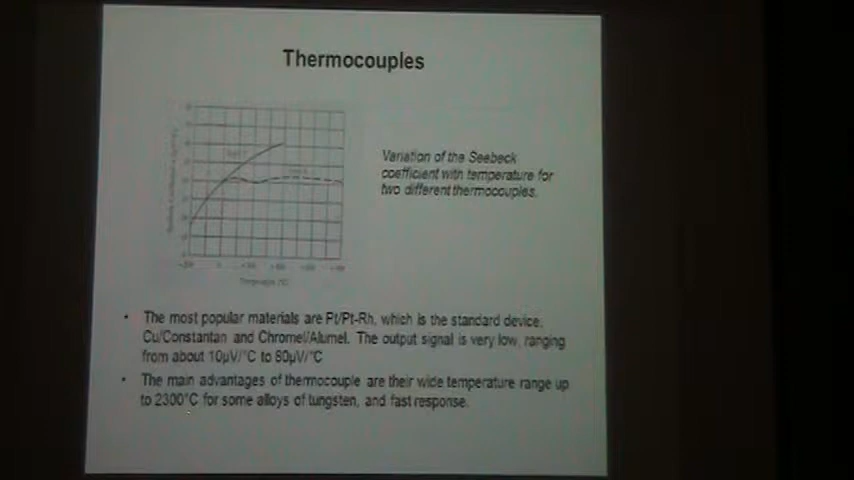 Thermocouples
Variation of the Seebeck
coefficient with temperature for
two different thermocouples.
• The most popular materials are Pt/Pt-Rh, which is the standard device,
Cu/Constantan and Chromel/Alumel. The output signal is very low, ranging
from about 10µV/°C to 80µV/°C
• The main advantages of thermocouple are their wide temperature range up
to 2300°C for some alloys of tungsten, and fast response.